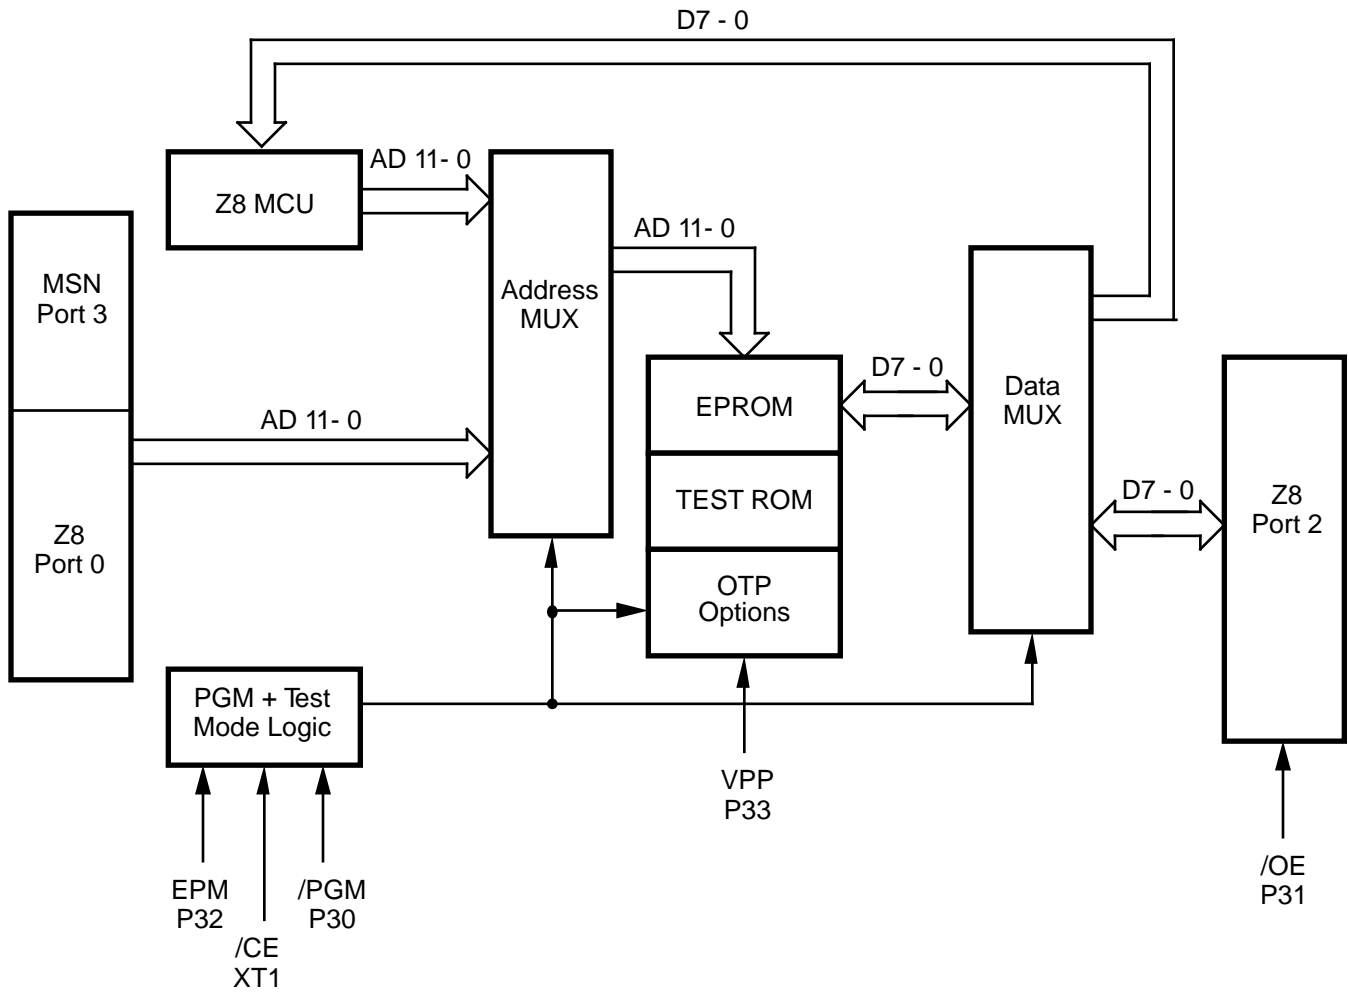 D7 - 0
AD 11- 0
Z8 MCU
AD 11- 0
MSN
Port 3
Address
MUX
D7 - 0
Data
MUX
EPROM
AD 11- 0
D7 - 0
TEST ROM
Z8
Port 2
Z8
Port 0
OTP
Options
PGM + Test
Mode Logic
VPP
P33
EPM
P32
/PGM
P30
/OE
P31
/CE
XT1